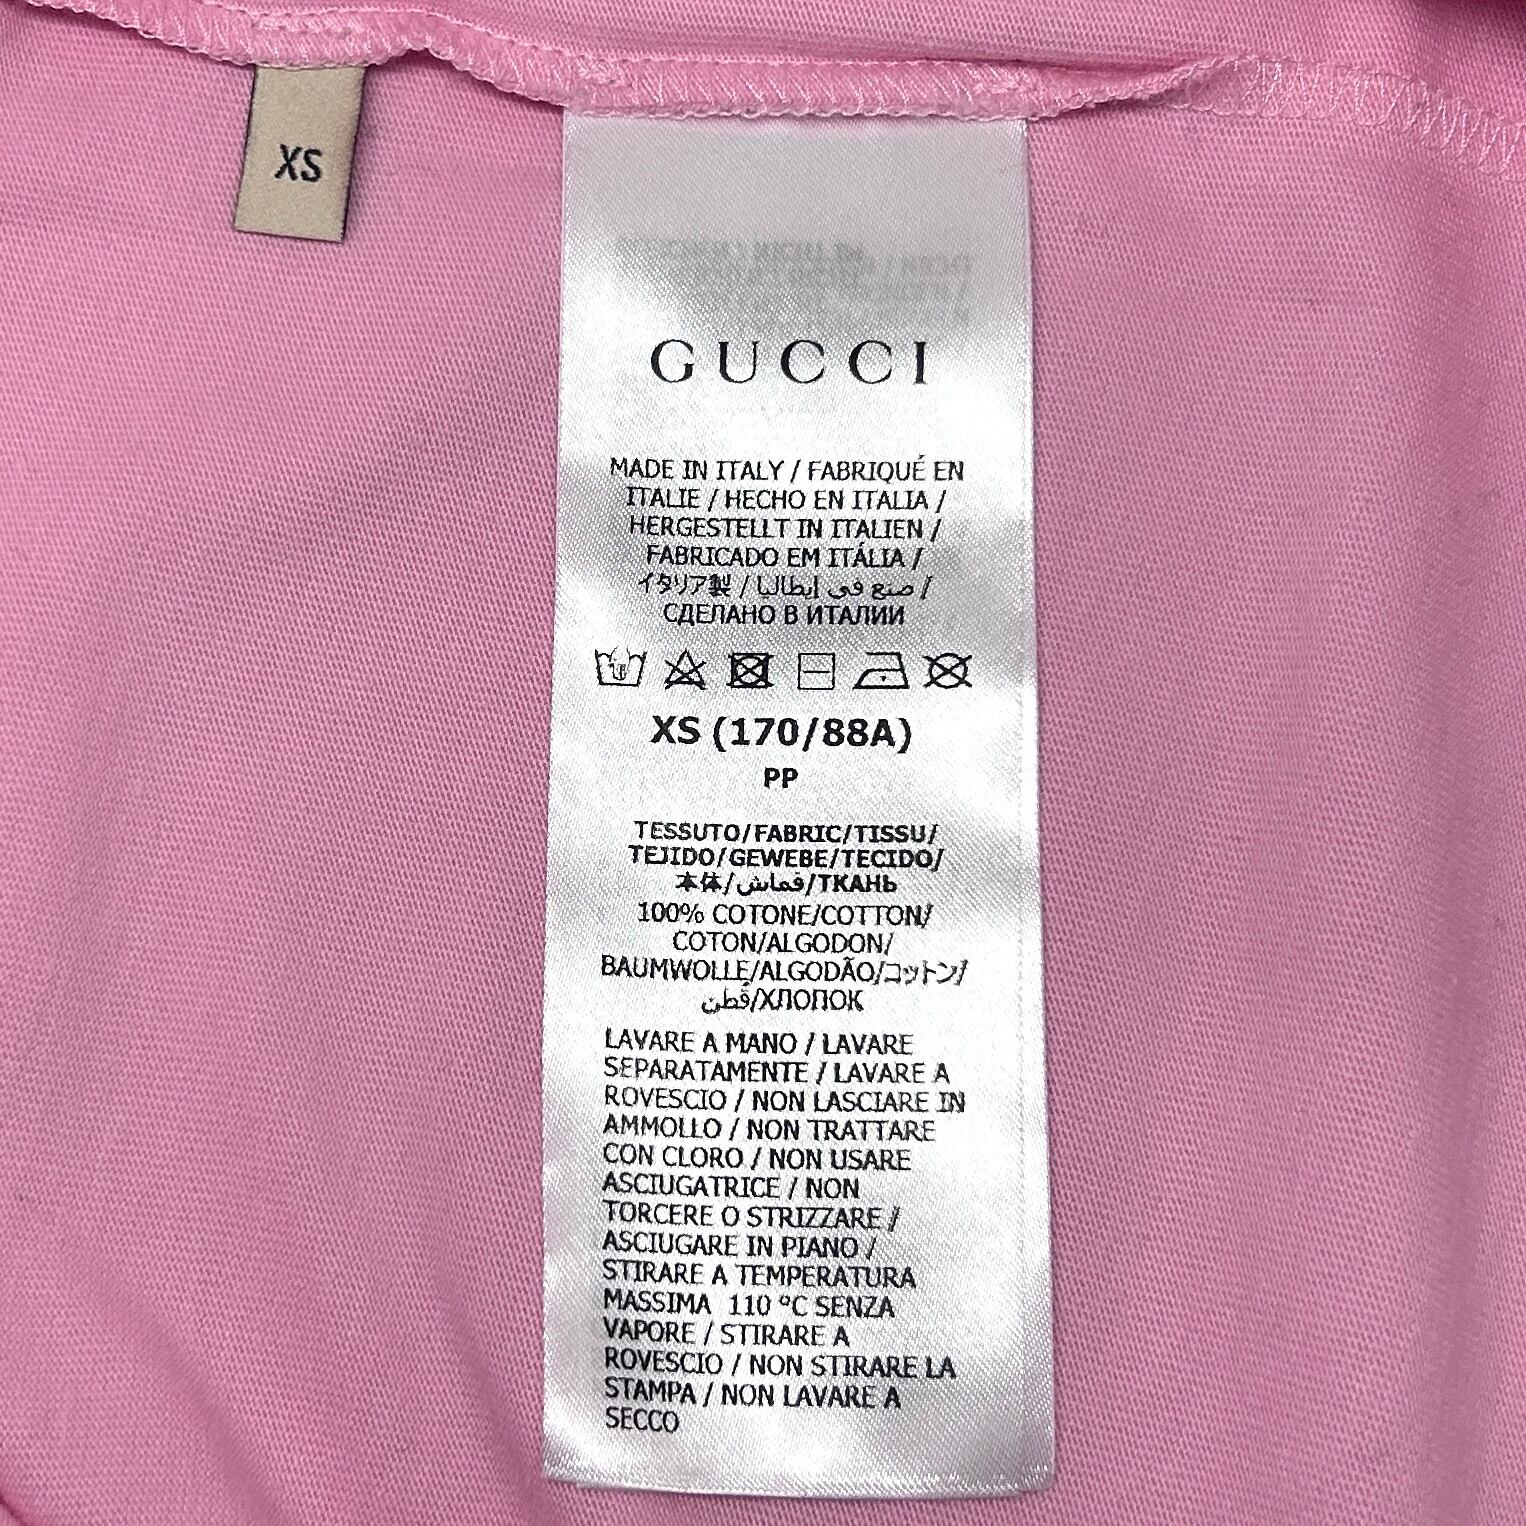 XS
GUCCI
MADE IN ITALY / FABRIQUÉ EN
ITALIE / HECHO EN ITALIA /
HERGESTELLT IN ITALIEN /
FABRICADO EM ITÁLIA /
イタリア製 / صنع في إيطاليا /
СДЕЛАНО В ИТАЛИИ
XS (170/88A)
PP
TESSUTO/FABRIC/TISSU/
TEJIDO/GEWEBE/TECIDO/
本体/قماش/ТКАНЬ
100% COTONE/COTTON/
COTON/ALGODON/
BAUMWOLLE/ALGODÃO/コットン/
قُطن/ХЛОПОК
LAVARE A MANO / LAVARE
SEPARATAMENTE / LAVARE A
ROVESCIO / NON LASCIARE IN
AMMOLLO / NON TRATTARE
CON CLORO / NON USARE
ASCIUGATRICE / NON
TORCERE O STRIZZARE /
ASCIUGARE IN PIANO /
STIRARE A TEMPERATURA
MASSIMA 110 °C SENZA
VAPORE / STIRARE A
ROVESCIO / NON STIRARE LA
STAMPA / NON LAVARE A
SECCO